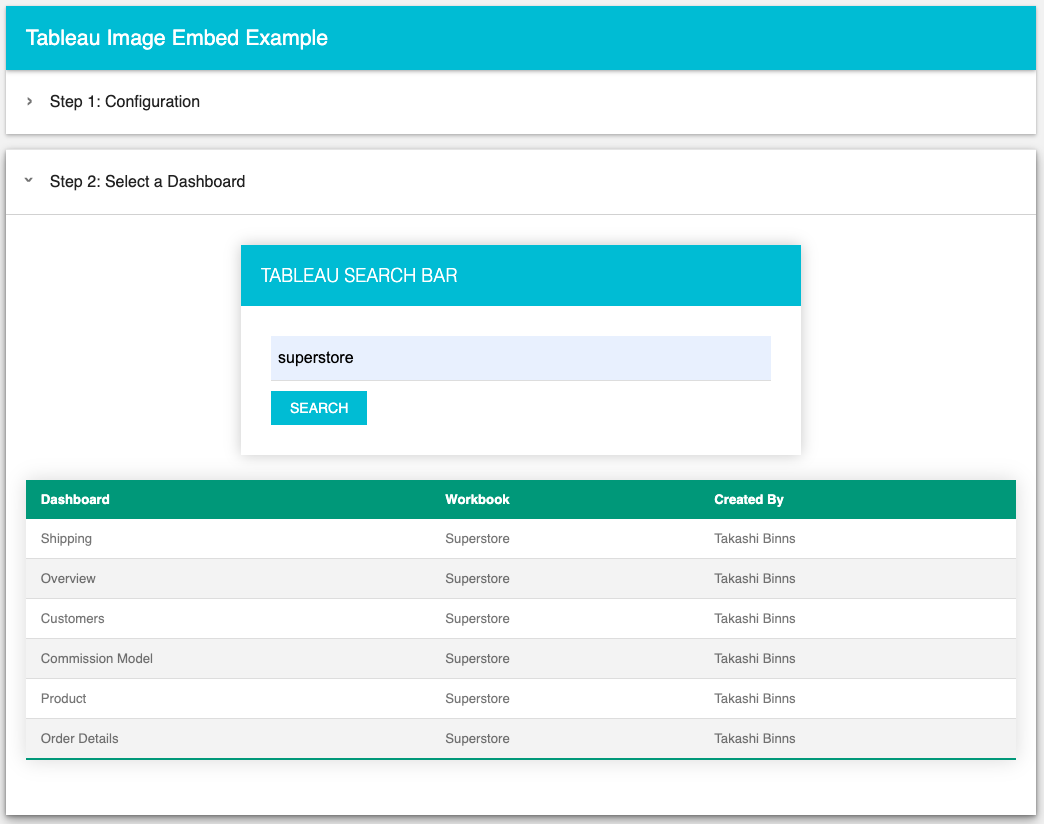 Tableau Image Embed Example
Step 1: Configuration
Step 2: Select a Dashboard
TABLEAU SEARCH BAR
superstore
SEARCH
Dashboard Workbook Created By
Shipping Superstore Takashi Binns
Overview Superstore Takashi Binns
Customers Superstore Takashi Binns
Commission Model Superstore Takashi Binns
Product Superstore Takashi Binns
Order Details Superstore Takashi Binns